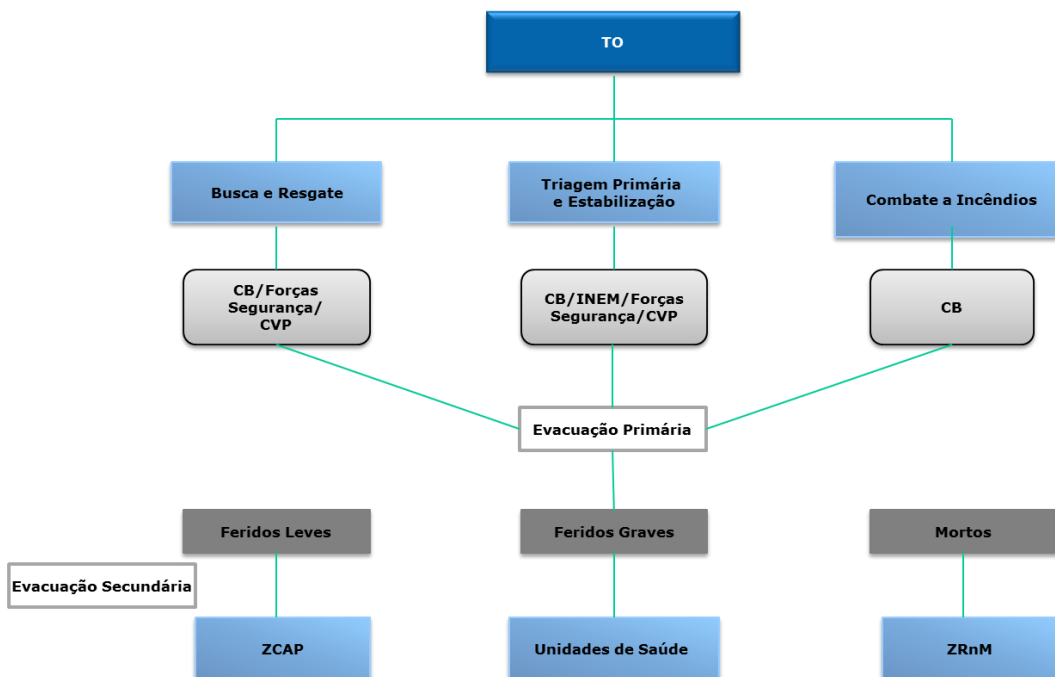 TO
Busca e Resgate
Triagem Primária
e Estabilização
Combate a Incêndios
CB/Forças
Segurança/
CVP
CB/INEM/Forças
Segurança/CVP
CB
Evacuação Primária
Feridos Leves
Feridos Graves
Mortos
Evacuação Secundária
ZCAP
Unidades de Saúde
ZRnM